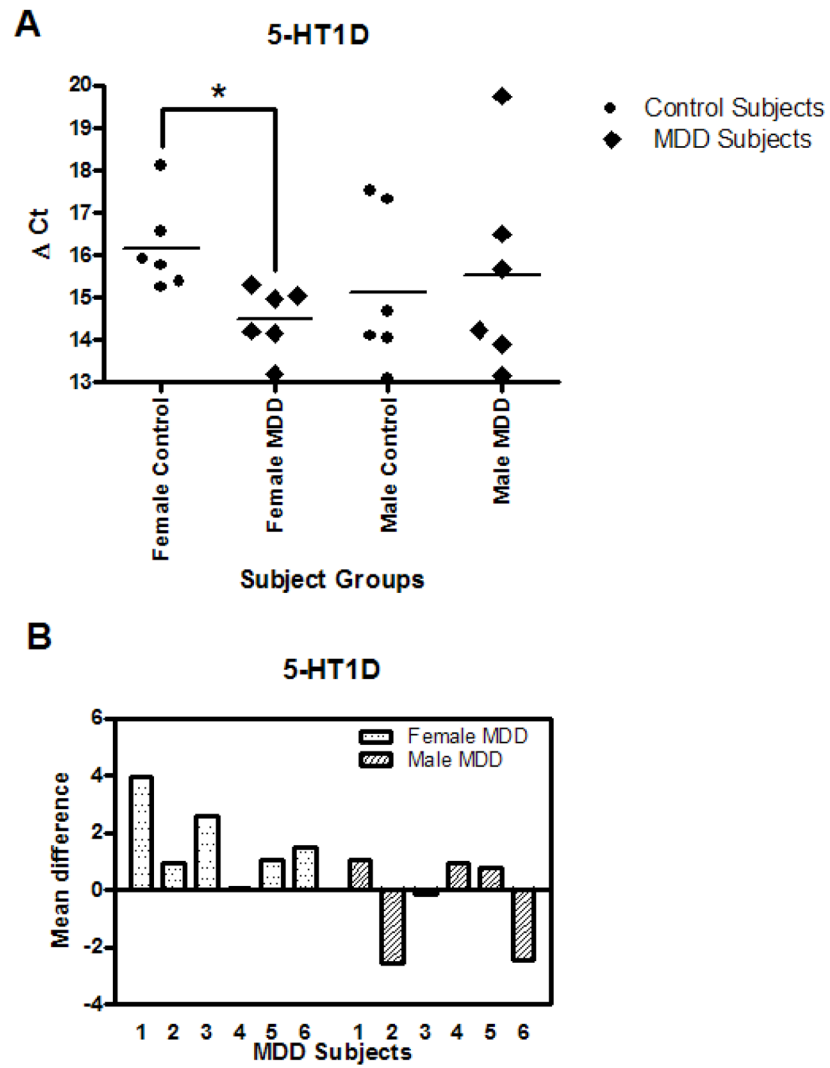 A
5-HT1D
20
19
18
17
16
15
14
13
Δ Ct
*
Control Subjects
MDD Subjects
Female Control
Female MDD
Male Control
Male MDD
Subject Groups
B
5-HT1D
6
4
2
0
-2
-4
Mean difference
Female MDD
Male MDD
1 2 3 4 5 6 1 2 3 4 5 6
MDD Subjects